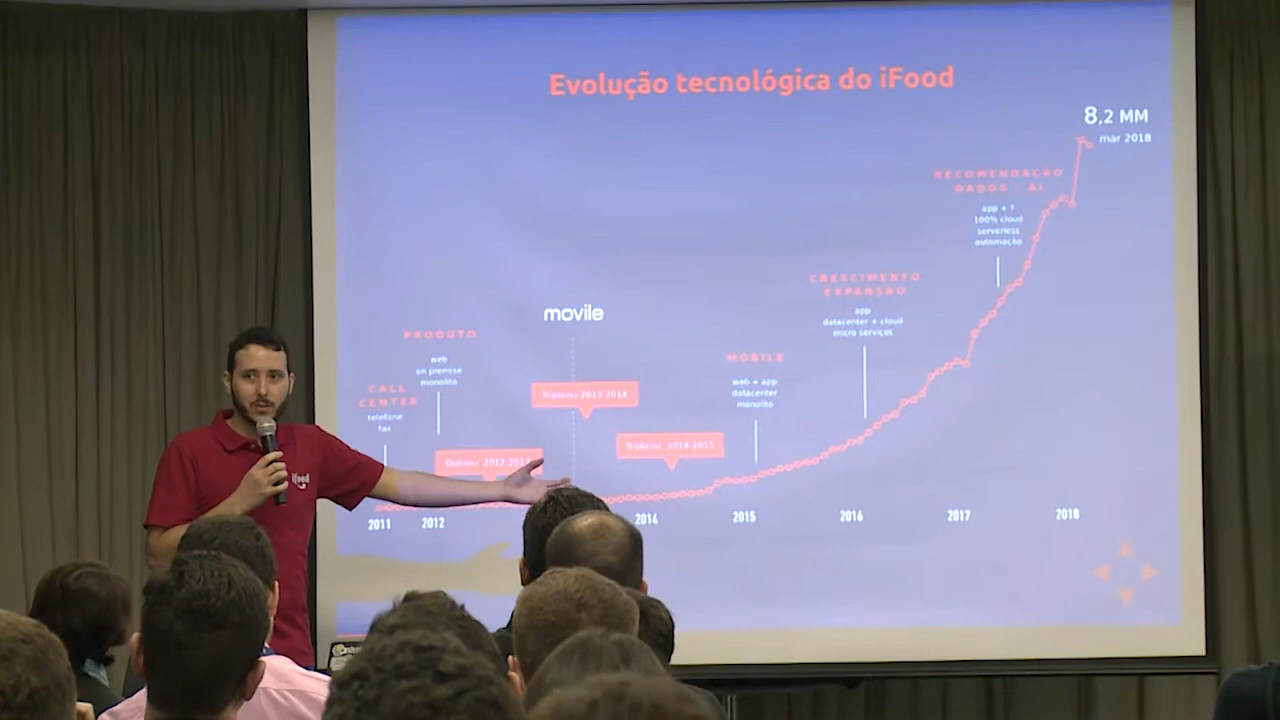 Evolução tecnológica do iFood
8,2 MM
mar 2018
RECOMENDAÇÃO
DADOS : AI
app + ?
100% cloud
serverless
automação
CRESCIMENTO
EXPANSÃO
app
datacenter + cloud
micro serviços
movile
PRODUTO
web
on premise
monolito
MOBILE
web + app
datacenter
monolito
CALL
CENTER
telefone
fax
Triplicou 2013-2014
Triplicou 2014-2015
Dobrou 2012/2013
ifood
2011 2012 2014 2015 2016 2017 2018